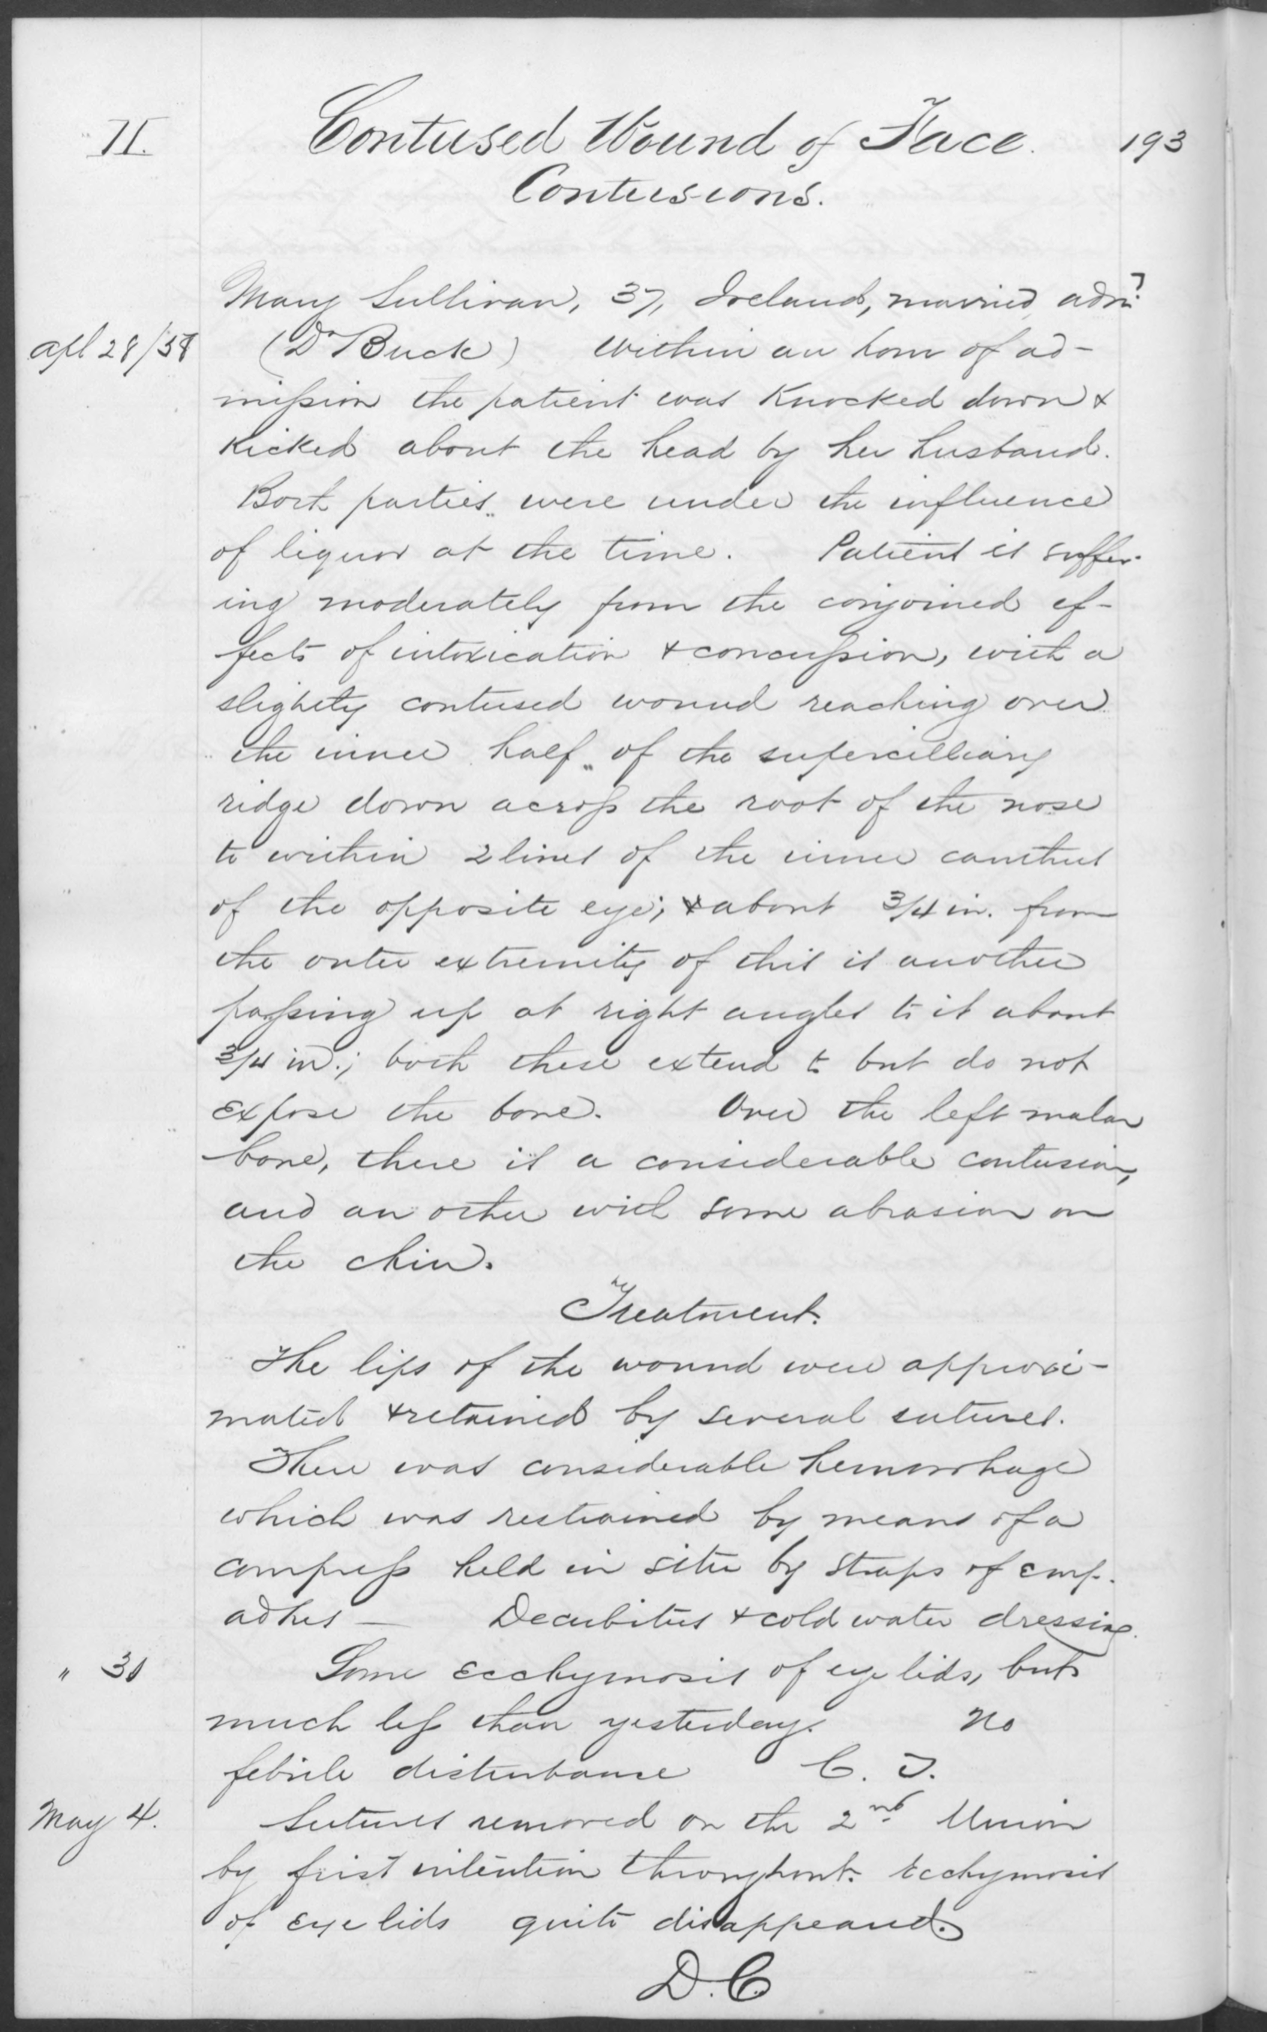 II.
Contused Wound of Face.
193
Contusions.
Mary Sullivan, 37, Ireland, married, adm.
Apl 28/58
(Dr Buck) within an hour of ad-
mission the patient was Knocked down &
Kicked about the head by her husband.
Both parties were under the influence
of liquor at the time. Patient is suffer-
ing moderately from the conjoined ef-
fects of intoxication & concussion, with a
slightly contused wound reaching over
the inner half of the supercilliary
ridge down across the root of the nose
to within 2 lines of the inner canthus
of the opposite eye; & about 3/4 in. from
the outer extremity of this is another
passing up at right angles to it about
3/4 in.; both these extend to but do not
expose the bone. Over the left malar
bone, there is a considerable contusion,
and an other with some abrasion on
the chin.
Treatment.
The lips of the wound were approxi-
mated & retained by several sutures.
There was considerable hemorrhage
which was restrained by means of a
compress held in situ by straps of emp.
adhes — Decubitus & cold water dressing.
" 30
Some ecchymosis of eye lids, but
much less than yesterday. No
febrile disturbance C. T.
May 4.
Sutures removed on the 2nd Union
by first intention throughout. Ecchymosis
of eye lids quite disappeared.
D. C.